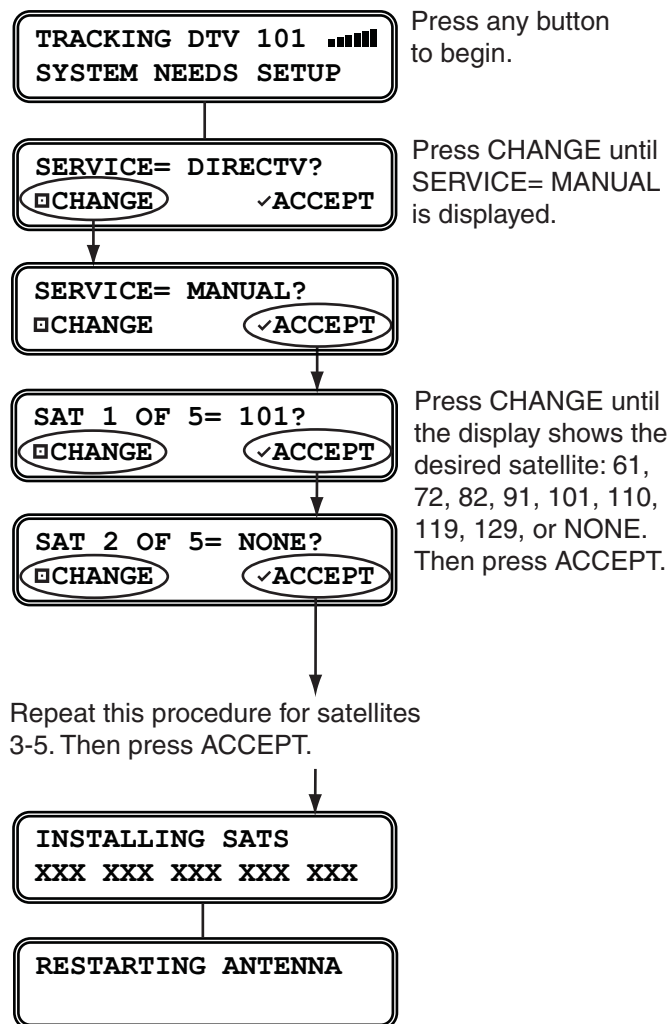 TRACKING DTV 101
SYSTEM NEEDS SETUP
Press any button
to begin.
SERVICE= DIRECTV?
CHANGE ✓ACCEPT
Press CHANGE until
SERVICE= MANUAL
is displayed.
SERVICE= MANUAL?
CHANGE ✓ACCEPT
SAT 1 OF 5= 101?
CHANGE ✓ACCEPT
Press CHANGE until
the display shows the
desired satellite: 61,
72, 82, 91, 101, 110,
119, 129, or NONE.
Then press ACCEPT.
SAT 2 OF 5= NONE?
CHANGE ✓ACCEPT
Repeat this procedure for satellites
3-5. Then press ACCEPT.
INSTALLING SATS
XXX XXX XXX XXX XXX
RESTARTING ANTENNA